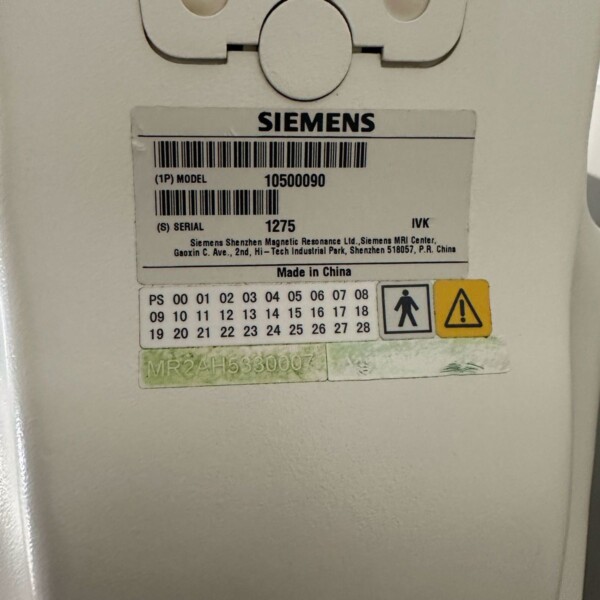 SIEMENS
(1P) MODEL 10500090
(S) SERIAL 1275 IVK
Siemens Shenzhen Magnetic Resonance Ltd.,Siemens MRI Center,
Gaoxin C. Ave., 2nd, Hi-Tech Industrial Park, Shenzhen 518057, P.R. China
Made in China
PS 00 01 02 03 04 05 06 07 08
09 10 11 12 13 14 15 16 17 18
19 20 21 22 23 24 25 26 27 28
MR2AH5330007